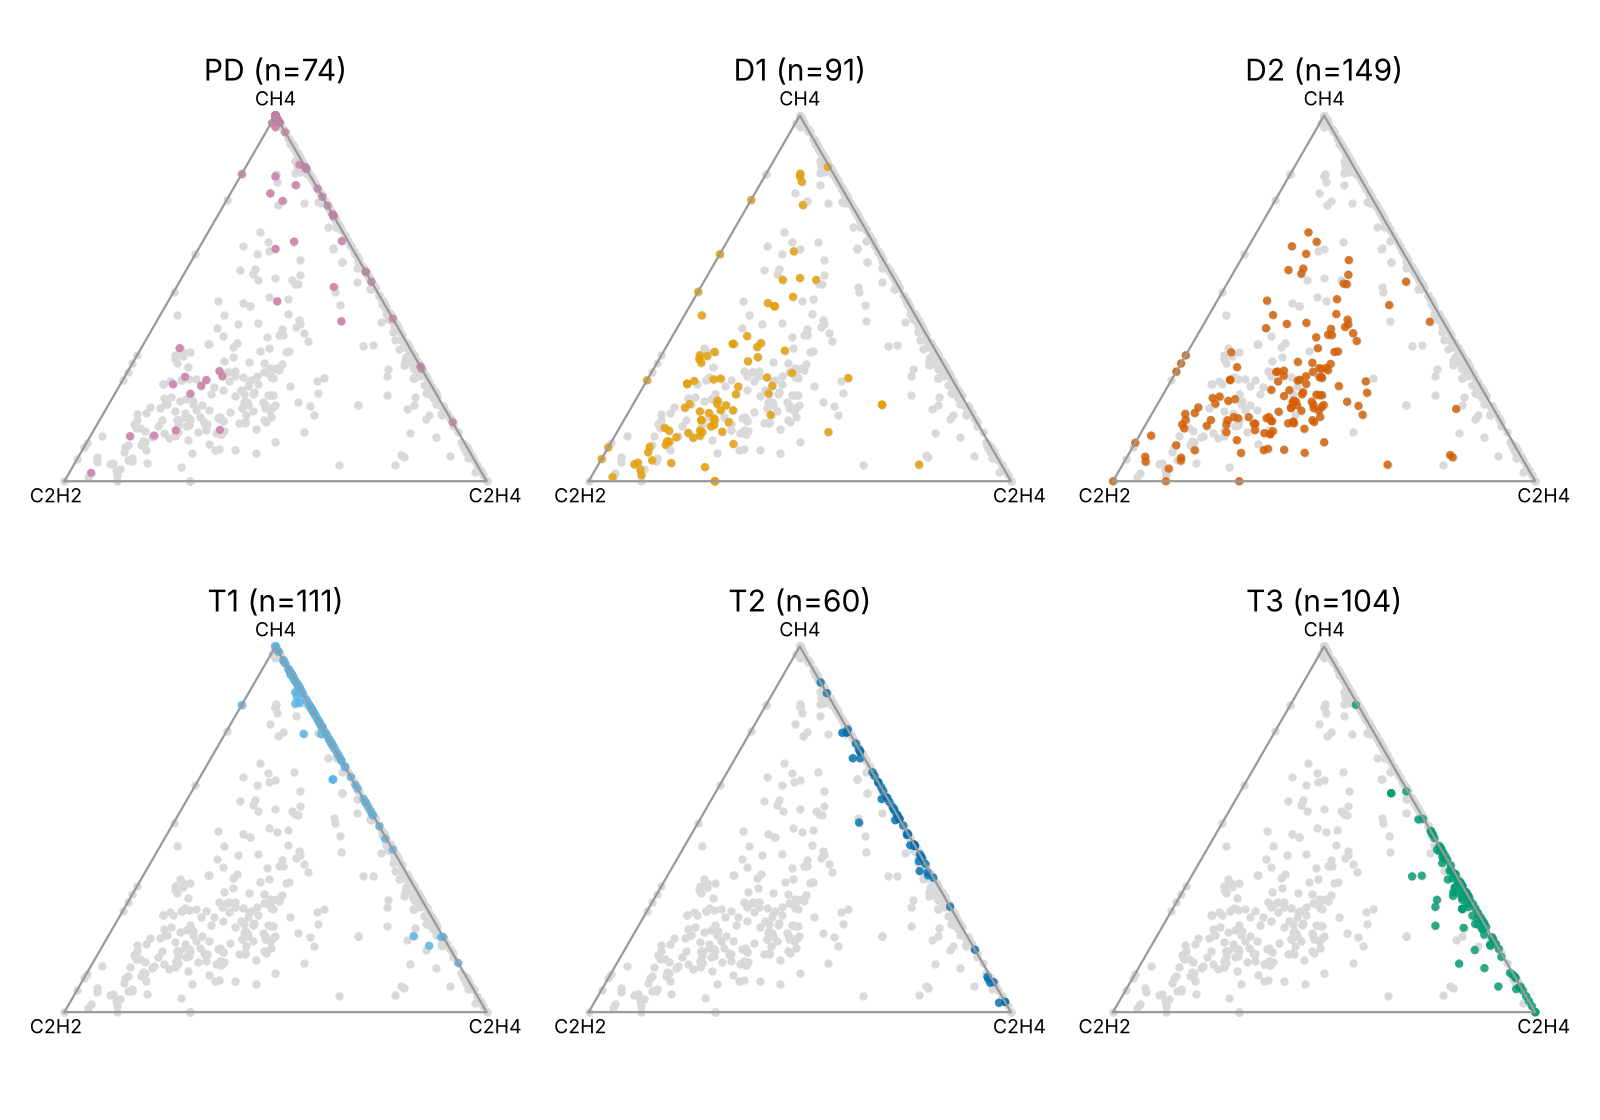 PD (n=74)
CH4
C2H2
C2H4
D1 (n=91)
CH4
C2H2
C2H4
D2 (n=149)
CH4
C2H2
C2H4
T1 (n=111)
CH4
C2H2
C2H4
T2 (n=60)
CH4
C2H2
C2H4
T3 (n=104)
CH4
C2H2
C2H4